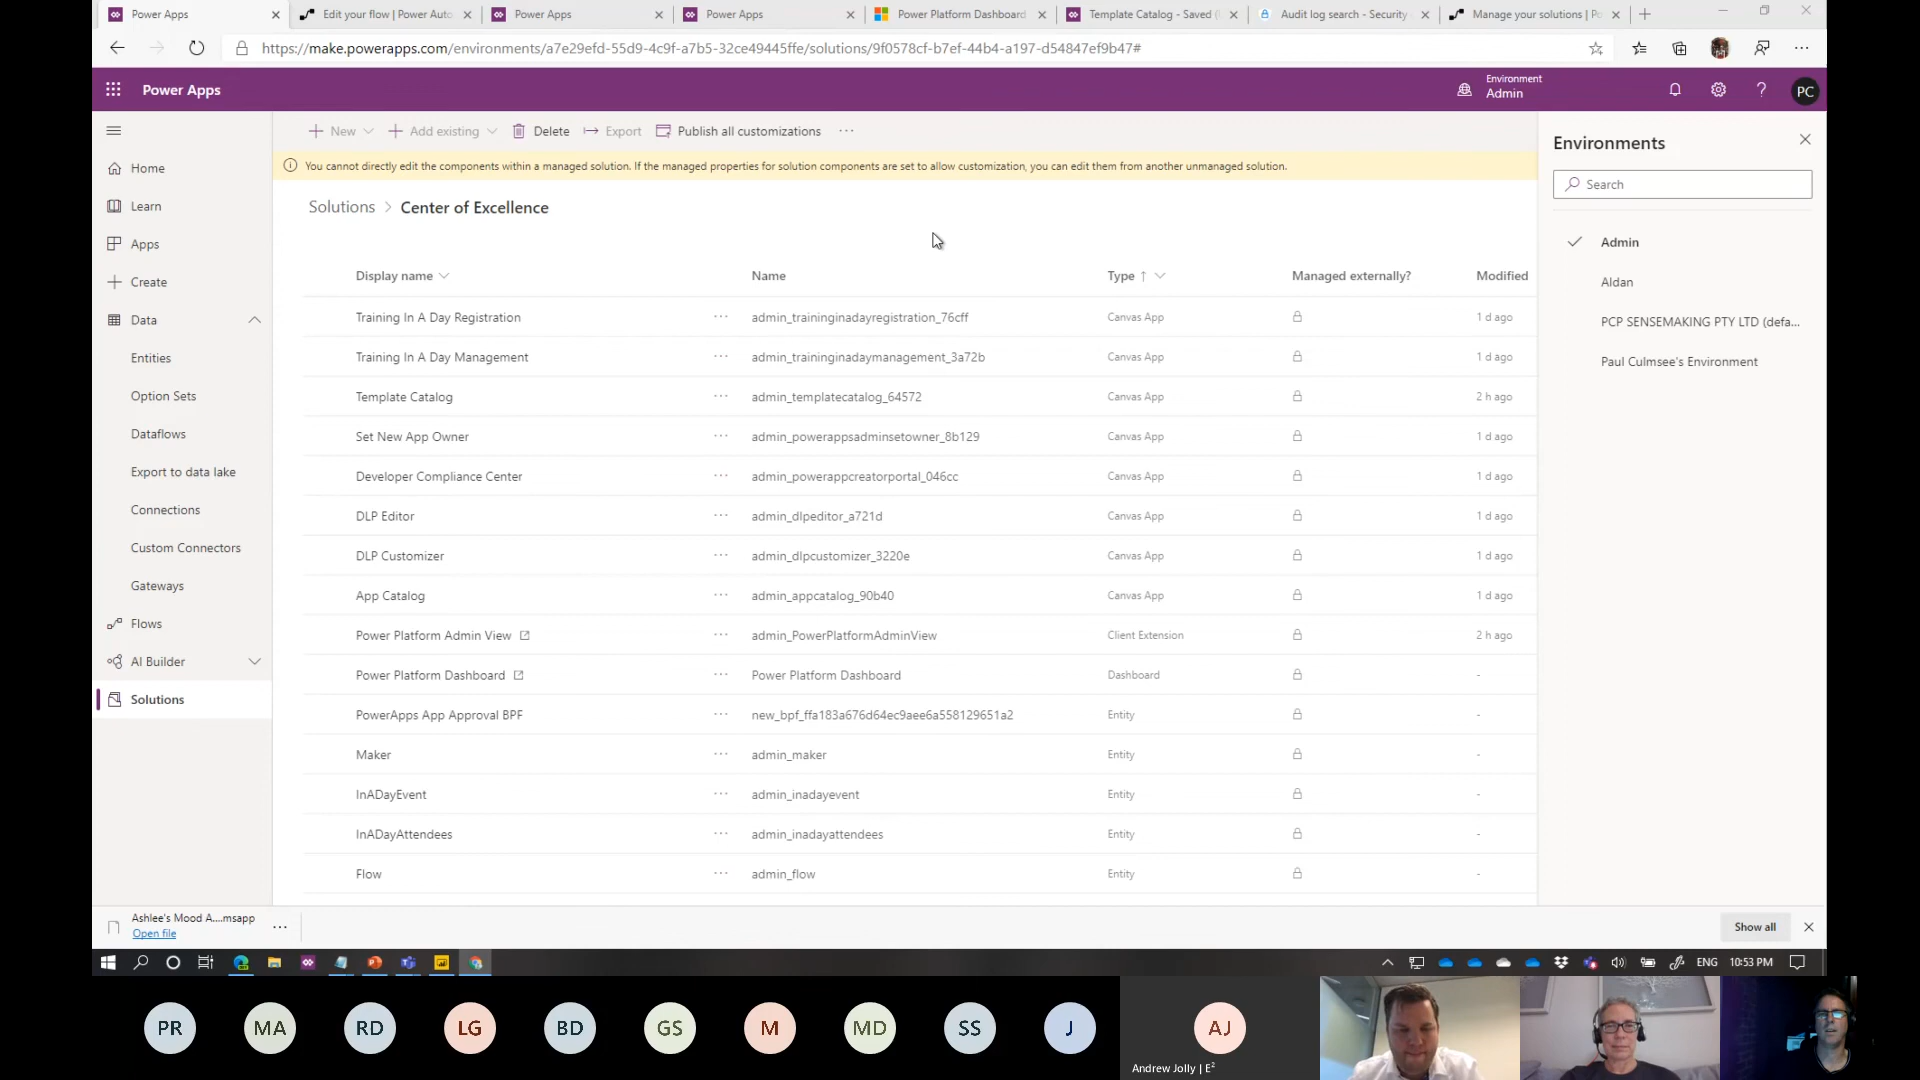 Power Apps
Edit your flow | Power Auto
Power Apps
Power Apps
Power Platform Dashboard
Template Catalog - Saved (
Audit log search - Security
Manage your solutions | Po
https://make.powerapps.com/environments/a7e29efd-55d9-4c9f-a7b5-32ce49445ffe/solutions/9f0578cf-b7ef-44b4-a197-d54847ef9b47#
Power Apps
Environment
Admin
PC
New
Add existing
Delete
Export
Publish all customizations
You cannot directly edit the components within a managed solution. If the managed properties for solution components are set to allow customization, you can edit them from another unmanaged solution.
Home
Learn
Apps
Create
Data
Entities
Option Sets
Dataflows
Export to data lake
Connections
Custom Connectors
Gateways
Flows
AI Builder
Solutions
Solutions > Center of Excellence
Display name Name Type ↑ Managed externally? Modified
Training In A Day Registration ··· admin_traininginadayregistration_76cff Canvas App 1 d ago
Training In A Day Management ··· admin_traininginadaymanagement_3a72b Canvas App 1 d ago
Template Catalog ··· admin_templatecatalog_64572 Canvas App 2 h ago
Set New App Owner ··· admin_powerappsadminsetowner_8b129 Canvas App 1 d ago
Developer Compliance Center ··· admin_powerappcreatorportal_046cc Canvas App 1 d ago
DLP Editor ··· admin_dlpeditor_a721d Canvas App 1 d ago
DLP Customizer ··· admin_dlpcustomizer_3220e Canvas App 1 d ago
App Catalog ··· admin_appcatalog_90b40 Canvas App 1 d ago
Power Platform Admin View ··· admin_PowerPlatformAdminView Client Extension 2 h ago
Power Platform Dashboard ··· Power Platform Dashboard Dashboard -
PowerApps App Approval BPF ··· new_bpf_ffa183a676d64ec9aee6a558129651a2 Entity -
Maker ··· admin_maker Entity -
InADayEvent ··· admin_inadayevent Entity -
InADayAttendees ··· admin_inadayattendees Entity -
Flow ··· admin_flow Entity -
Environments
Search
Admin
Aldan
PCP SENSEMAKING PTY LTD (defa...
Paul Culmsee's Environment
Ashlee's Mood A....msapp
Open file
Show all
ENG 10:53 PM
PR
MA
RD
LG
BD
GS
M
MD
SS
J
AJ
Andrew Jolly | E²